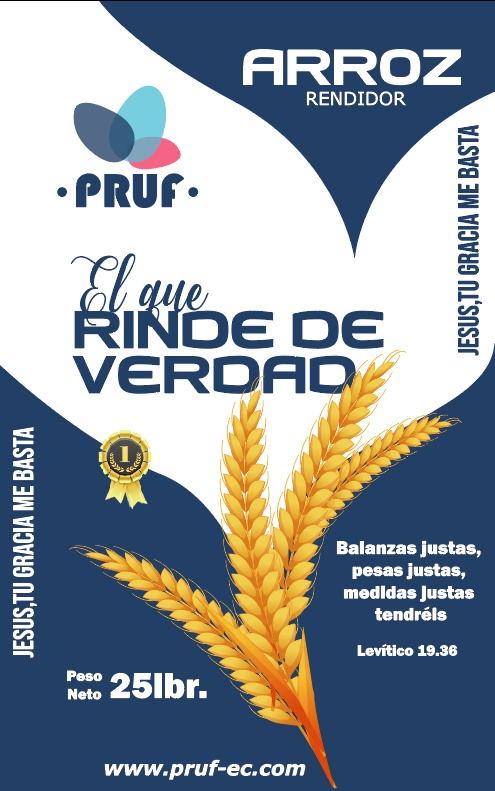 ARROZ
RENDIDOR
• PRUF •
JESUS,TU GRACIA ME BASTA
El que
RINDE DE
VERDAD
1
JESUS,TU GRACIA ME BASTA
Balanzas justas,
pesas justas,
medidas justas
tendréis
Levítico 19.36
Peso
Neto 25lbr.
www.pruf-ec.com